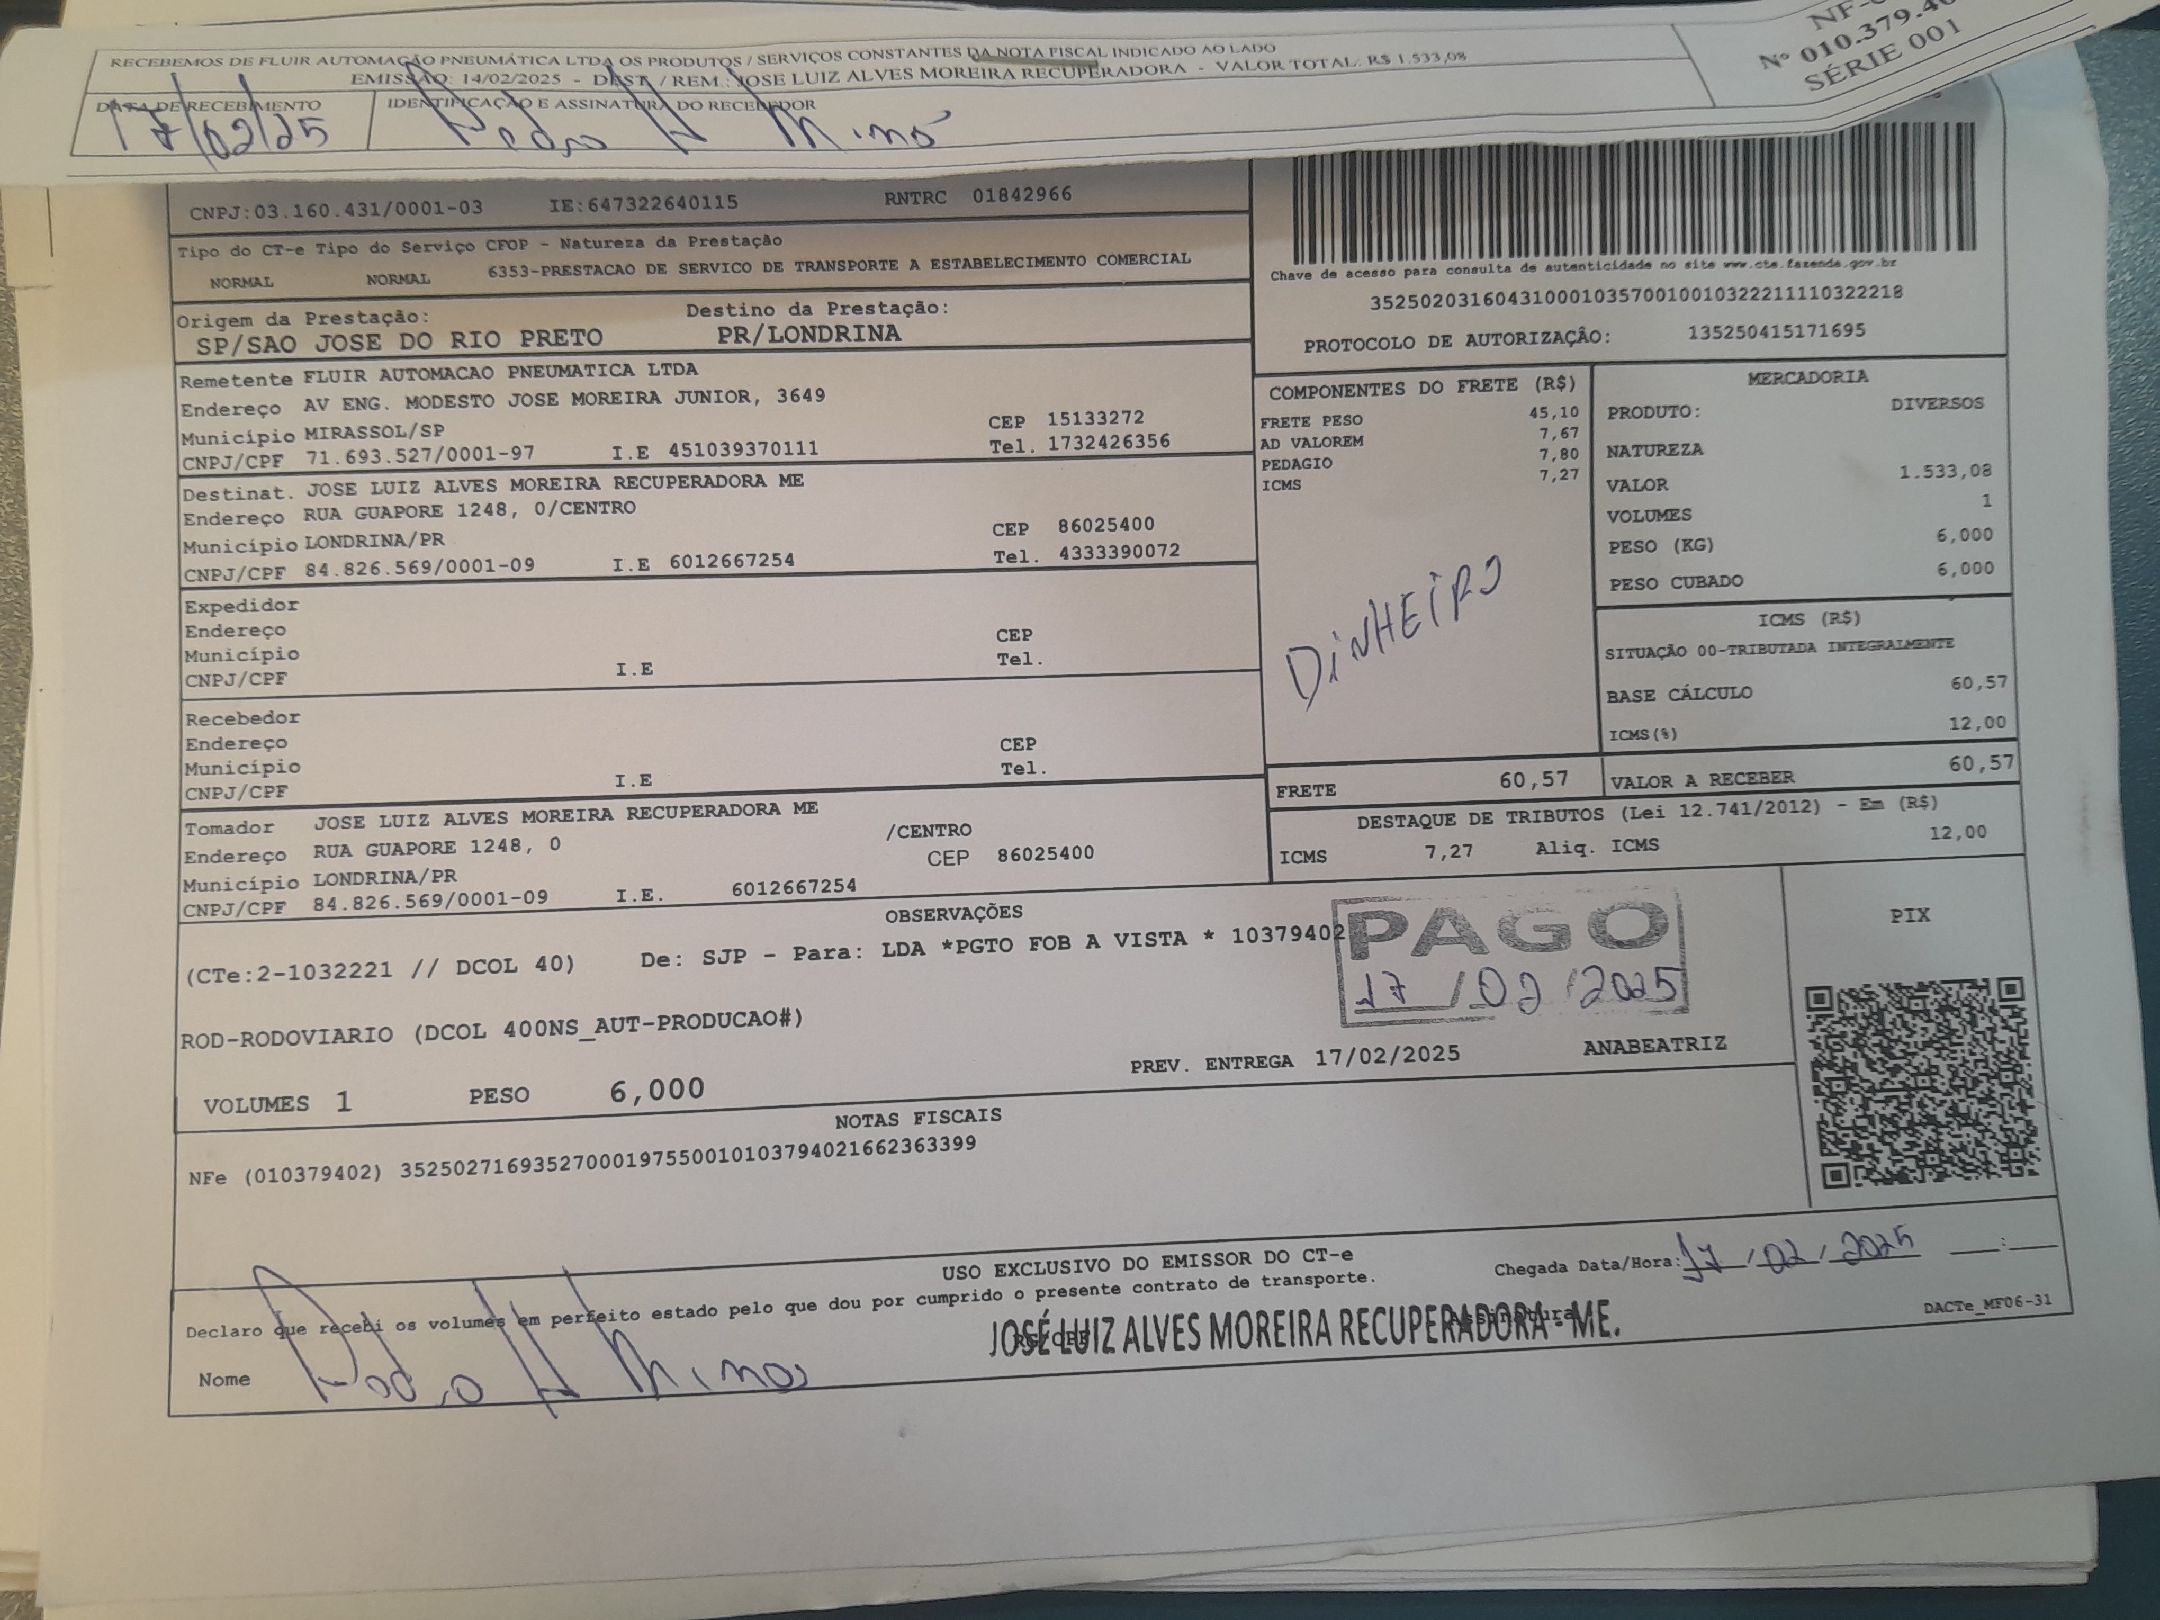 RECEBEMOS DE FLUIR AUTOMAÇÃO PNEUMÁTICA LTDA OS PRODUTOS / SERVIÇOS CONSTANTES DA NOTA FISCAL INDICADO AO LADO
EMISSÃO: 14/02/2025 - DEST. / REM.: JOSE LUIZ ALVES MOREIRA RECUPERADORA - VALOR TOTAL: R$ 1.533,08
Nº 010.379.40
SÉRIE 001
DATA DE RECEBIMENTO IDENTIFICAÇÃO E ASSINATURA DO RECEBEDOR
17/02/25 Pedro H
CNPJ:03.160.431/0001-03 IE:647322640115 RNTRC 01842966
Tipo do CT-e Tipo do Serviço CFOP - Natureza da Prestação
NORMAL NORMAL 6353-PRESTACAO DE SERVICO DE TRANSPORTE A ESTABELECIMENTO COMERCIAL
Chave de acesso para consulta de autenticidade no site www.cte.fazenda.gov.br
35250203160431000103570010010322211110322218
PROTOCOLO DE AUTORIZAÇÃO: 135250415171695
Origem da Prestação: Destino da Prestação:
SP/SAO JOSE DO RIO PRETO PR/LONDRINA
Remetente FLUIR AUTOMACAO PNEUMATICA LTDA
Endereço AV ENG. MODESTO JOSE MOREIRA JUNIOR, 3649
Município MIRASSOL/SP CEP 15133272
CNPJ/CPF 71.693.527/0001-97 I.E 451039370111 Tel. 1732426356
Destinat. JOSE LUIZ ALVES MOREIRA RECUPERADORA ME
Endereço RUA GUAPORE 1248, 0/CENTRO
Município LONDRINA/PR CEP 86025400
CNPJ/CPF 84.826.569/0001-09 I.E 6012667254 Tel. 4333390072
Expedidor
Endereço
Município CEP
CNPJ/CPF I.E Tel.
Recebedor
Endereço
Município CEP
CNPJ/CPF I.E Tel.
Tomador JOSE LUIZ ALVES MOREIRA RECUPERADORA ME
Endereço RUA GUAPORE 1248, 0 /CENTRO
Município LONDRINA/PR CEP 86025400
CNPJ/CPF 84.826.569/0001-09 I.E. 6012667254
COMPONENTES DO FRETE (R$)
FRETE PESO 45,10
AD VALOREM 7,67
PEDAGIO 7,80
ICMS 7,27
DINHEIRO
MERCADORIA
PRODUTO: DIVERSOS
NATUREZA
VALOR 1.533,08
VOLUMES 1
PESO (KG) 6,000
PESO CUBADO 6,000
ICMS (R$)
SITUAÇÃO 00-TRIBUTADA INTEGRALMENTE
BASE CÁLCULO 60,57
ICMS(%) 12,00
FRETE 60,57 VALOR A RECEBER 60,57
DESTAQUE DE TRIBUTOS (Lei 12.741/2012) - Em (R$)
ICMS 7,27 Aliq. ICMS 12,00
OBSERVAÇÕES
(CTe:2-1032221 // DCOL 40) De: SJP - Para: LDA *PGTO FOB A VISTA * 10379402
PAGO
17/02/2025
PIX
ROD-RODOVIARIO (DCOL 400NS_AUT-PRODUCAO#)
PREV. ENTREGA 17/02/2025 ANABEATRIZ
VOLUMES 1 PESO 6,000
NOTAS FISCAIS
NFe (010379402) 35250271693527000197550010103794021662363399
USO EXCLUSIVO DO EMISSOR DO CT-e
Declaro que recebi os volumes em perfeito estado pelo que dou por cumprido o presente contrato de transporte.
Chegada Data/Hora: 17/02/2025 __:__
JOSÉ LUIZ ALVES MOREIRA RECUPERADORA - ME.
DACTe_MF06-31
Nome Pedro H